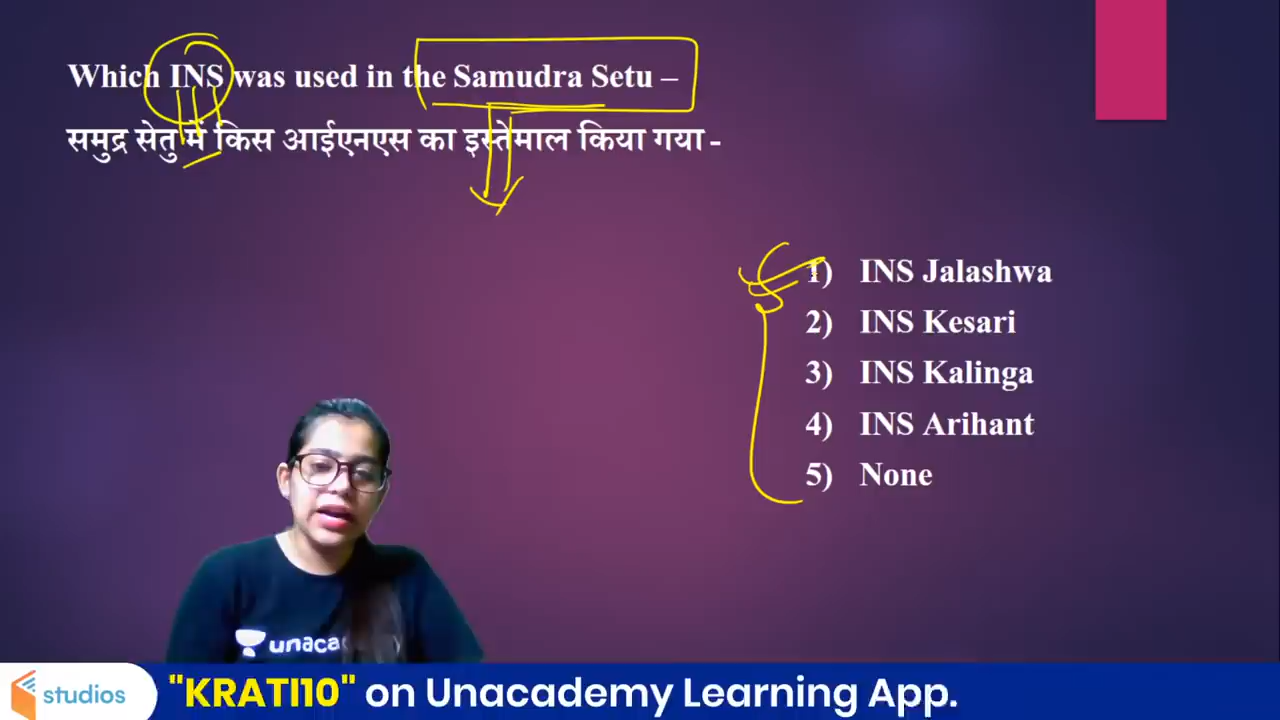 Which INS was used in the Samudra Setu –
समुद्र सेतु में किस आईएनएस का इस्तेमाल किया गया -
1) INS Jalashwa
2) INS Kesari
3) INS Kalinga
4) INS Arihant
5) None
unaca
studios
"KRATI10" on Unacademy Learning App.